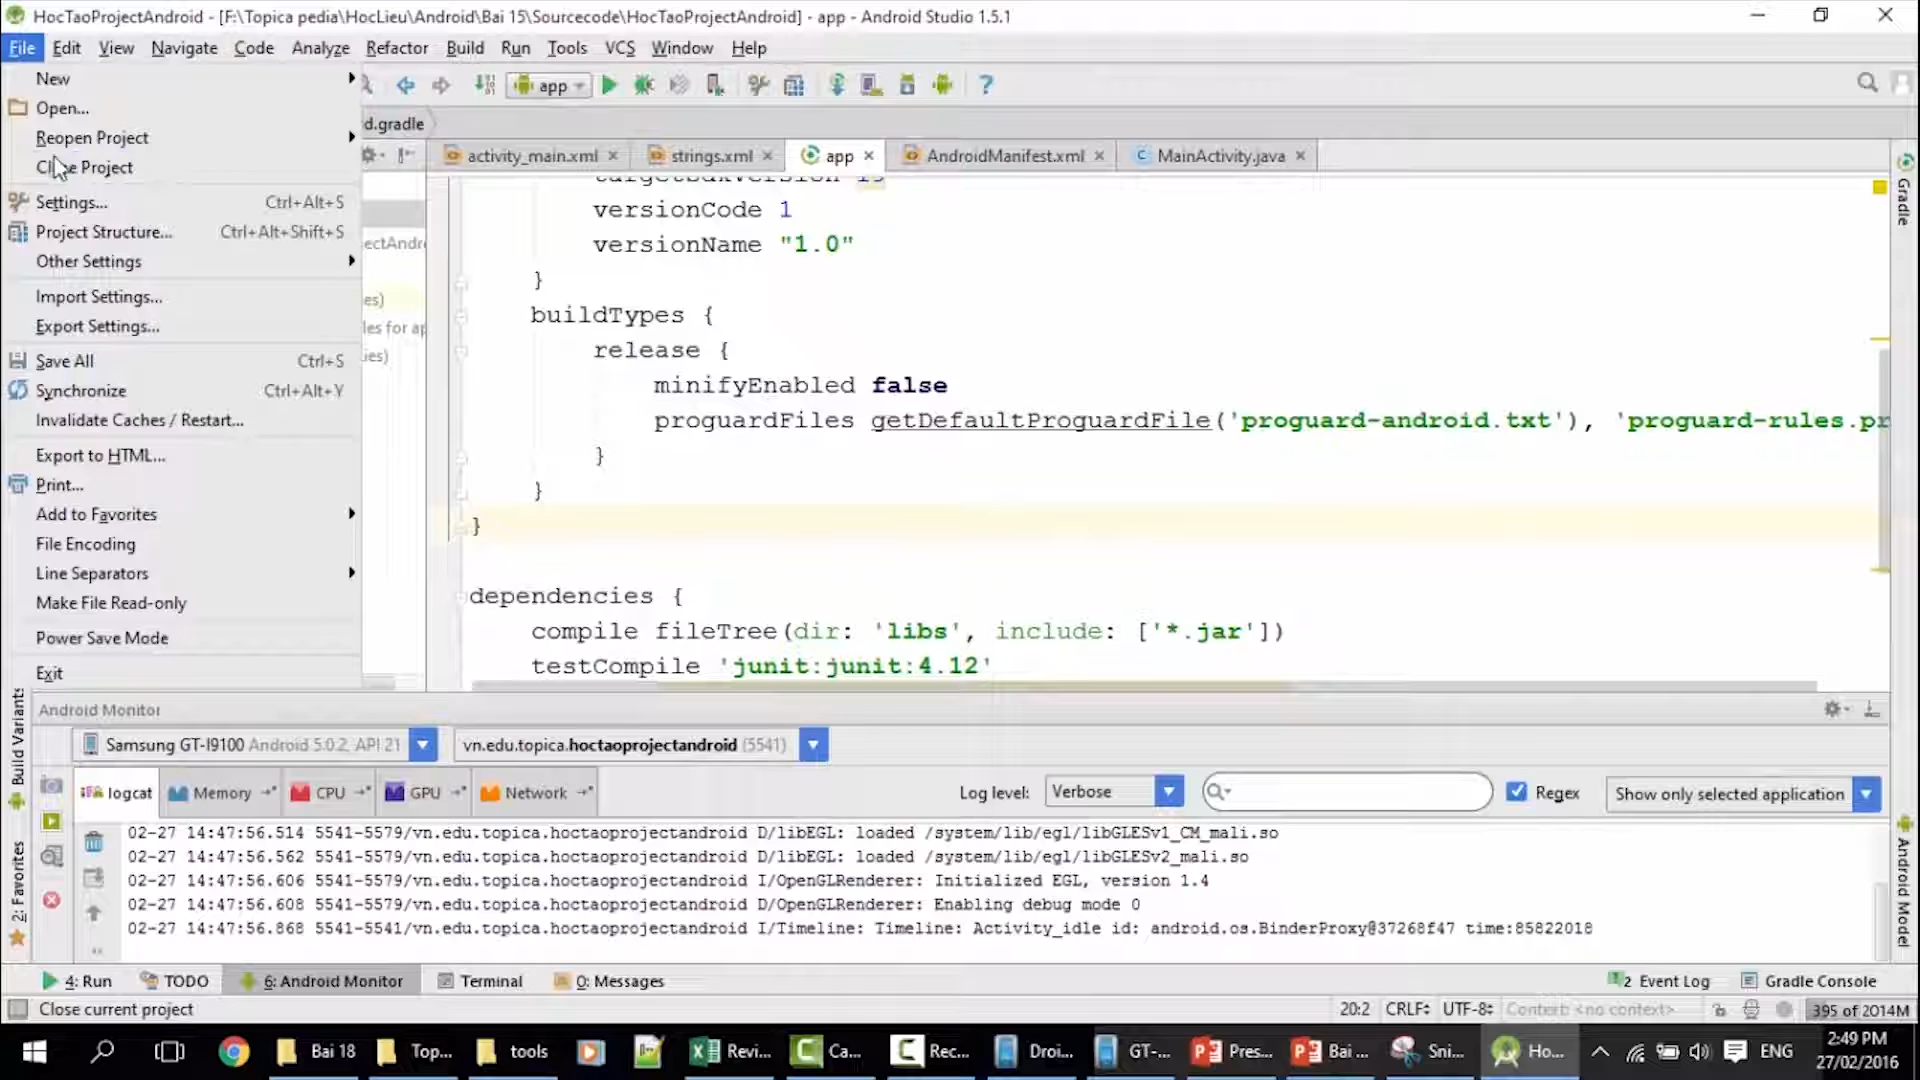 HocTaoProjectAndroid - [F:\Topica pedia\HocLieu\Android\Bai 15\Sourcecode\HocTaoProjectAndroid] - app - Android Studio 1.5.1
File Edit View Navigate Code Analyze Refactor Build Run Tools VCS Window Help
New
Open...
Reopen Project
Project
Settings... Ctrl+Alt+S
Project Structure... Ctrl+Alt+Shift+S
Other Settings
Import Settings...
Export Settings...
Save All Ctrl+S
Synchronize Ctrl+Alt+Y
Invalidate Caches / Restart...
Export to HTML...
Print...
Add to Favorites
File Encoding
Line Separators
Make File Read-only
Power Save Mode
Exit
app
d.gradle
activity_main.xml strings.xml app AndroidManifest.xml MainActivity.java
versionCode 1
versionName "1.0"
}
buildTypes {
release {
minifyEnabled false
proguardFiles getDefaultProguardFile('proguard-android.txt'), 'proguard-rules.pr
}
}
}
dependencies {
compile fileTree(dir: 'libs', include: ['*.jar'])
testCompile 'junit:junit:4.12'
Gradle
Android Model
Build Variants
2: Favorites
Android Monitor
Samsung GT-I9100 Android 5.0.2, API 21 vn.edu.topica.hoctaoprojectandroid (5541)
logcat Memory CPU GPU Network Log level: Verbose Regex Show only selected application
02-27 14:47:56.514 5541-5579/vn.edu.topica.hoctaoprojectandroid D/libEGL: loaded /system/lib/egl/libGLESv1_CM_mali.so
02-27 14:47:56.562 5541-5579/vn.edu.topica.hoctaoprojectandroid D/libEGL: loaded /system/lib/egl/libGLESv2_mali.so
02-27 14:47:56.606 5541-5579/vn.edu.topica.hoctaoprojectandroid I/OpenGLRenderer: Initialized EGL, version 1.4
02-27 14:47:56.608 5541-5579/vn.edu.topica.hoctaoprojectandroid D/OpenGLRenderer: Enabling debug mode 0
02-27 14:47:56.868 5541-5541/vn.edu.topica.hoctaoprojectandroid I/Timeline: Timeline: Activity_idle id: android.os.BinderProxy@37268f47 time:85822018
4: Run TODO 6: Android Monitor Terminal 0: Messages 2 Event Log Gradle Console
Close current project 20:2 CRLF UTF-8 Context: <no context> 395 of 2014M
Bai 18 Top... tools Revi... Ca... Rec... Droi... GT-... Pres... Bai ... Sni... Ho... ENG 2:49 PM
27/02/2016